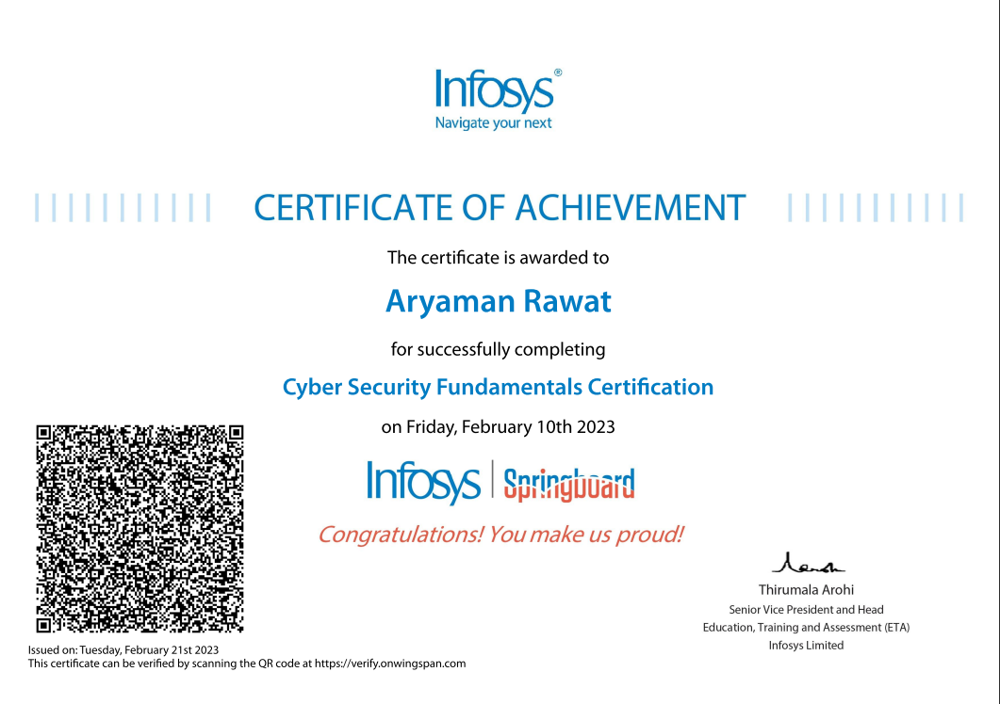 Infosys®
Navigate your next
CERTIFICATE OF ACHIEVEMENT
The certificate is awarded to
Aryaman Rawat
for successfully completing
Cyber Security Fundamentals Certification
on Friday, February 10th 2023
Infosys | Springboard
Congratulations! You make us proud!
Thirumala Arohi
Senior Vice President and Head
Education, Training and Assessment (ETA)
Infosys Limited
Issued on: Tuesday, February 21st 2023
This certificate can be verified by scanning the QR code at https://verify.onwingspan.com